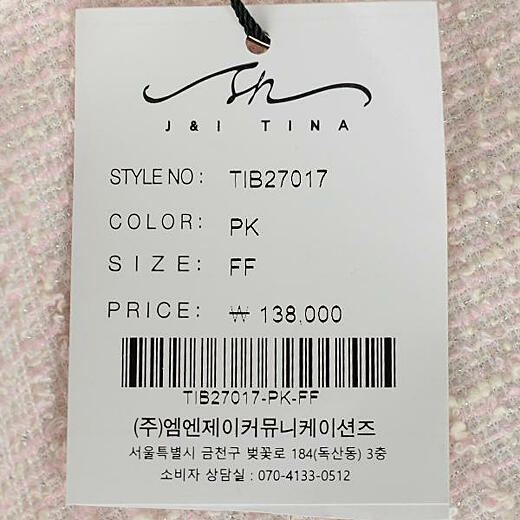 J & I TINA
STYLE NO : TIB27017
COLOR: PK
SIZE: FF
PRICE: ₩ 138,000
TIB27017-PK-FF
(주)엠엔제이커뮤니케이션즈
서울특별시 금천구 벚꽃로 184(독산동) 3층
소비자 상담실 : 070-4133-0512